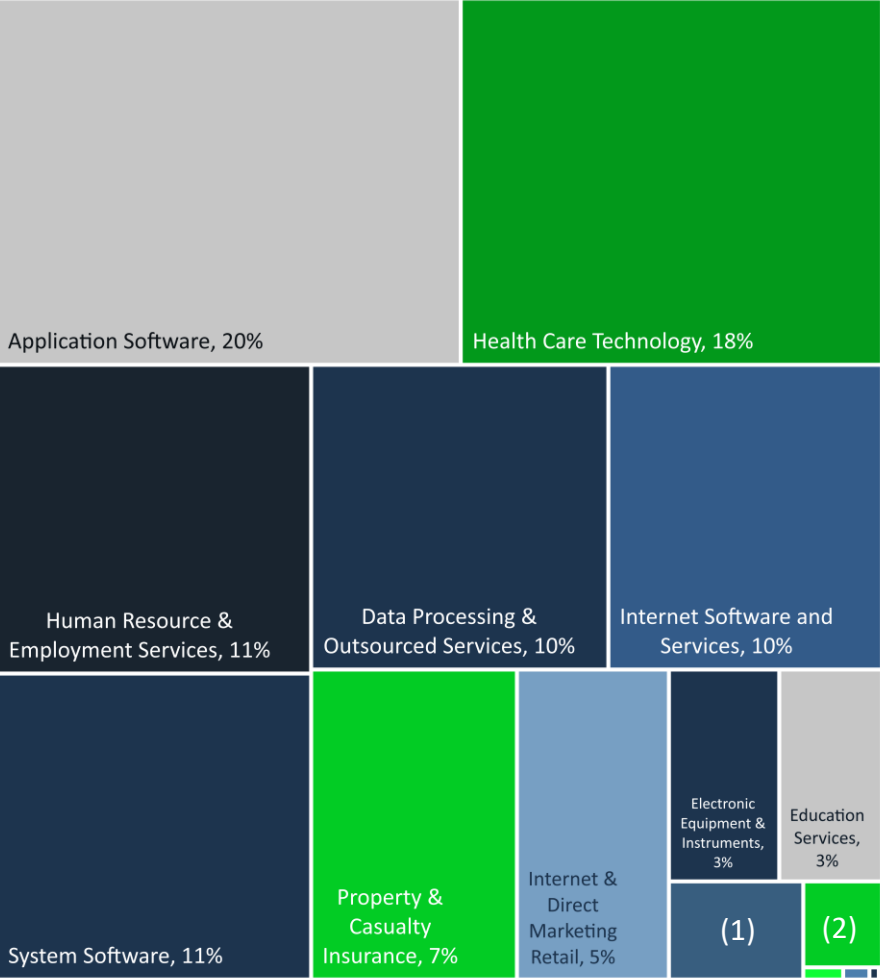 Application Software, 20%
Health Care Technology, 18%
Human Resource &
Employment Services, 11%
Data Processing &
Outsourced Services, 10%
Internet Software and
Services, 10%
System Software, 11%
Property &
Casualty
Insurance, 7%
Internet &
Direct
Marketing
Retail, 5%
Electronic
Equipment &
Instruments,
3%
Education
Services,
3%
(1)
(2)